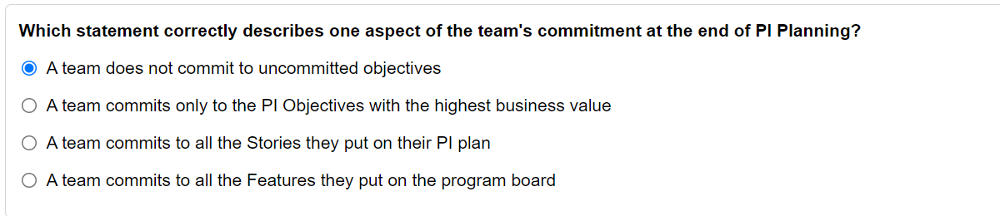 Which statement correctly describes one aspect of the team's commitment at the end of PI Planning?
A team does not commit to uncommitted objectives
A team commits only to the PI Objectives with the highest business value
A team commits to all the Stories they put on their PI plan
A team commits to all the Features they put on the program board